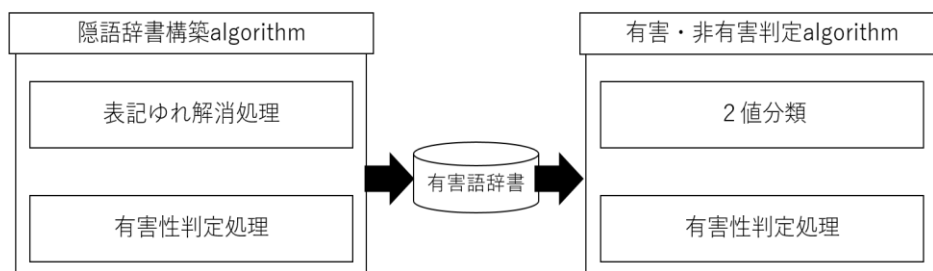 隠語辞書構築algorithm
表記ゆれ解消処理
有害性判定処理
有害語辞書
有害・非有害判定algorithm
２値分類
有害性判定処理